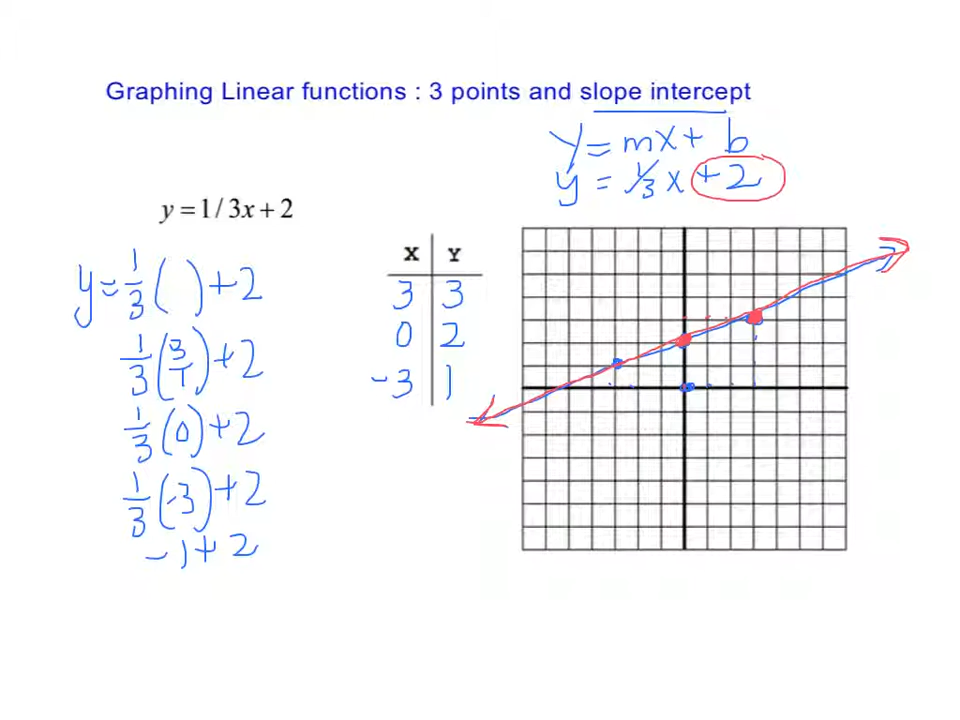 Graphing Linear functions : 3 points and slope intercept
y = mx + b
y = 1/3 x + 2
y = 1/3x + 2
X Y
3 3
0 2
-3 1
y = 1/3 ( ) + 2
1/3 (3/1) + 2
1/3 (0) + 2
1/3 (-3) + 2
-1 + 2